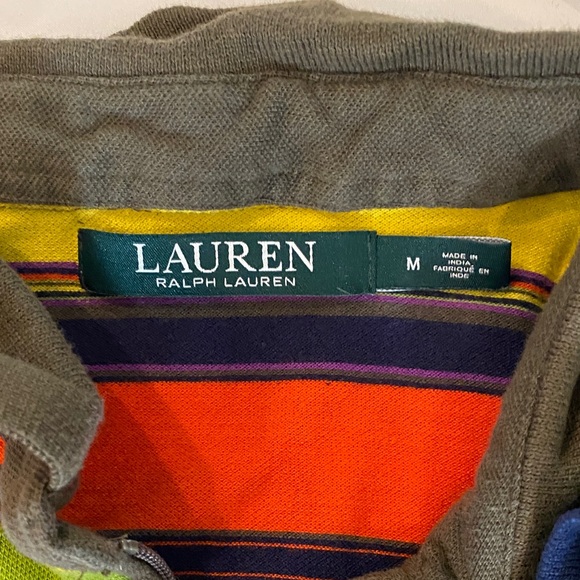 LAUREN
RALPH LAUREN
M
MADE IN
INDIA
FABRIQUÉ EN
INDE